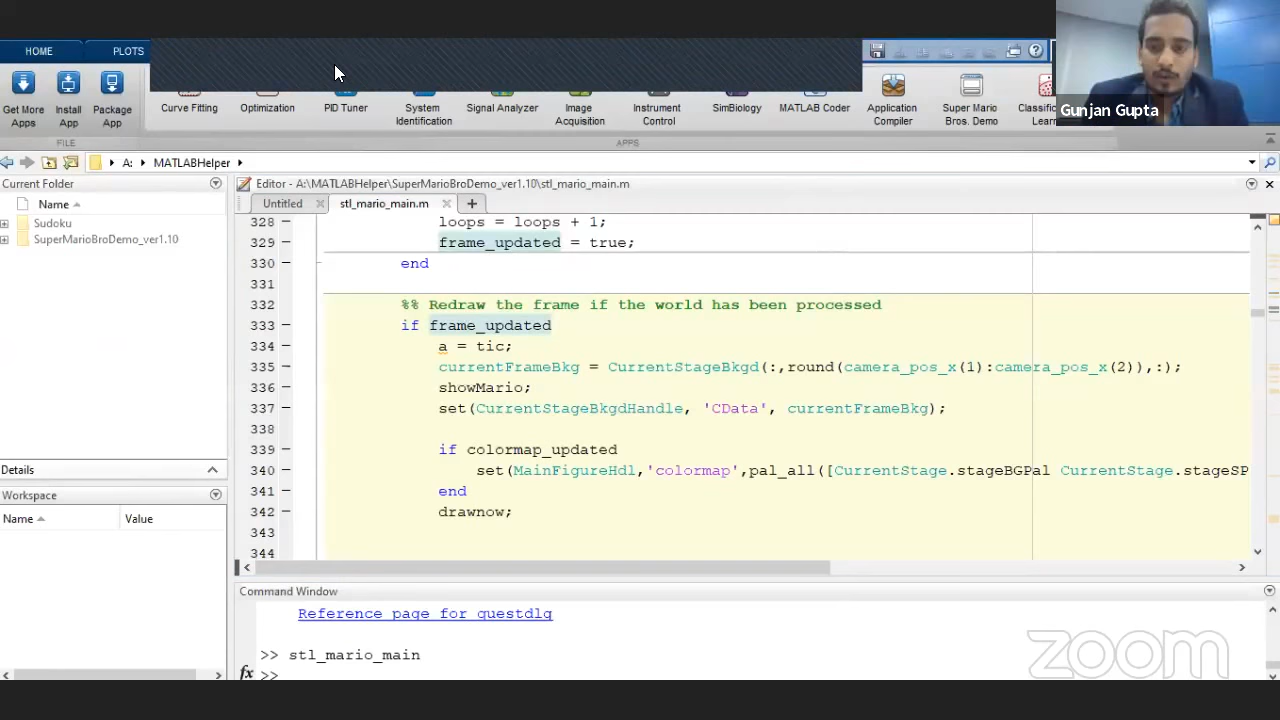 HOME
PLOTS
Get More Apps
Install App
Package App
Curve Fitting
Optimization
PID Tuner
System Identification
Signal Analyzer
Image Acquisition
Instrument Control
SimBiology
MATLAB Coder
Application Compiler
Super Mario Bros. Demo
Gunjan Gupta
FILE
APPS
A:
MATLABHelper
Current Folder
Name
Sudoku
SuperMarioBroDemo_ver1.10
Details
Workspace
Name
Value
Editor - A:\MATLABHelper\SuperMarioBroDemo_ver1.10\stl_mario_main.m
Untitled
stl_mario_main.m
328 loops = loops + 1;
329 frame_updated = true;
330 end
331
332 %% Redraw the frame if the world has been processed
333 if frame_updated
334 a = tic;
335 currentFrameBkg = CurrentStageBkgd(:,round(camera_pos_x(1):camera_pos_x(2)),:);
336 showMario;
337 set(CurrentStageBkgdHandle, 'CData', currentFrameBkg);
338
339 if colormap_updated
340 set(MainFigureHdl,'colormap',pal_all([CurrentStage.stageBGPal CurrentStage.stageSP
341 end
342 drawnow;
343
344
Command Window
Reference page for questdlg
>> stl_mario_main
fx >>
zoom